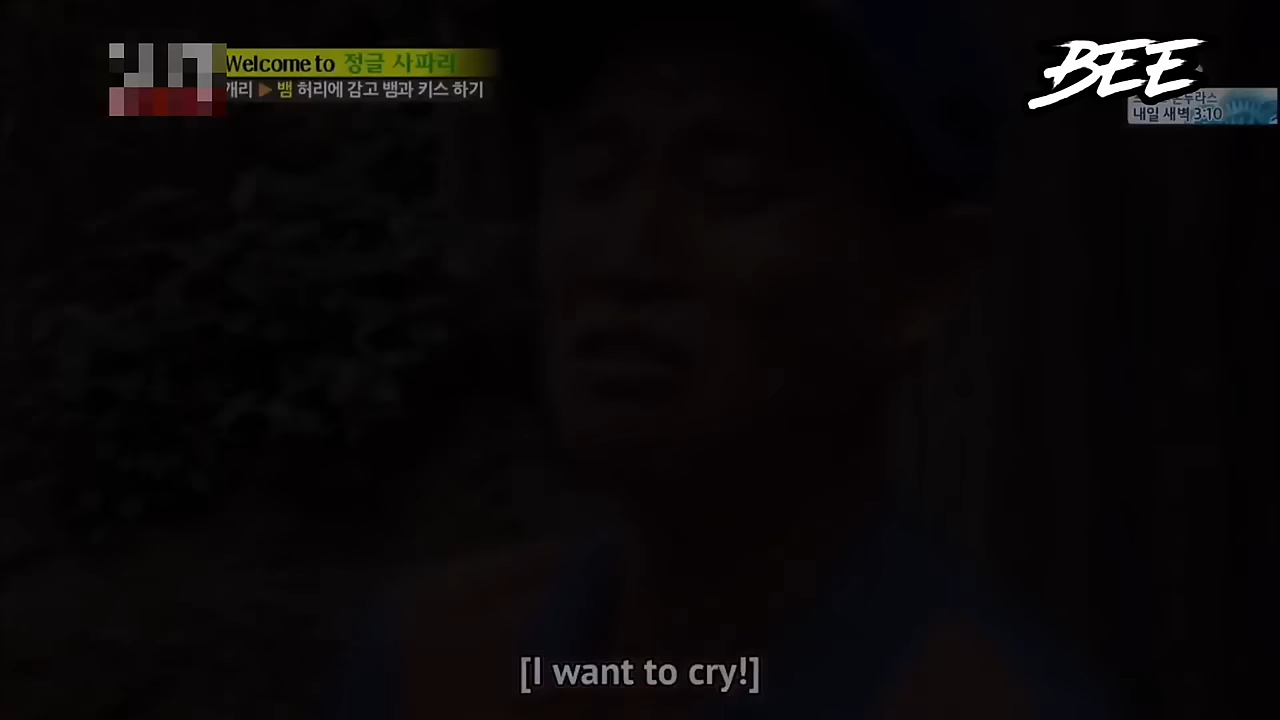 Welcome to 정글 사파리
개리 ▶ 뱀 허리에 감고 뱀과 키스 하기
BEE
내일 새벽 3:10
[I want to cry!]